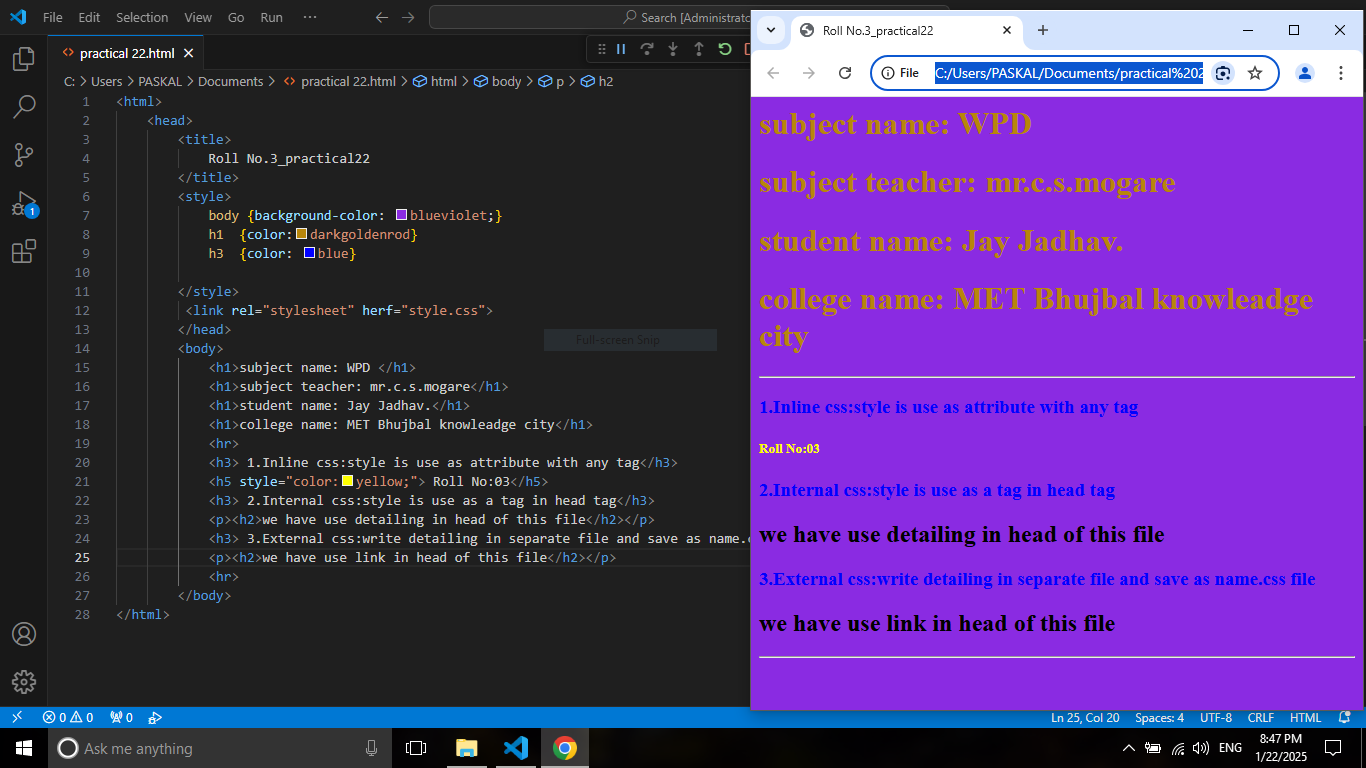 File Edit Selection View Go Run ···
Search [Administrato
practical 22.html
C: > Users > PASKAL > Documents > practical 22.html > html > body > p > h2
1 <html>
2 <head>
3 <title>
4 Roll No.3_practical22
5 </title>
6 <style>
7 body {background-color: blueviolet;}
8 h1 {color: darkgoldenrod}
9 h3 {color: blue}
10
11 </style>
12 <link rel="stylesheet" herf="style.css">
13 </head>
14 <body>
15 <h1>subject name: WPD </h1>
16 <h1>subject teacher: mr.c.s.mogare</h1>
17 <h1>student name: Jay Jadhav.</h1>
18 <h1>college name: MET Bhujbal knowleadge city</h1>
19 <hr>
20 <h3> 1.Inline css:style is use as attribute with any tag</h3>
21 <h5 style="color: yellow;"> Roll No:03</h5>
22 <h3> 2.Internal css:style is use as a tag in head tag</h3>
23 <p><h2>we have use detailing in head of this file</h2></p>
24 <h3> 3.External css:write detailing in separate file and save as name.c
25 <p><h2>we have use link in head of this file</h2></p>
26 <hr>
27 </body>
28 </html>
Full-screen Snip
1
Roll No.3_practical22
File C:/Users/PASKAL/Documents/practical%202
subject name: WPD
subject teacher: mr.c.s.mogare
student name: Jay Jadhav.
college name: MET Bhujbal knowleadge
city
1.Inline css:style is use as attribute with any tag
Roll No:03
2.Internal css:style is use as a tag in head tag
we have use detailing in head of this file
3.External css:write detailing in separate file and save as name.css file
we have use link in head of this file
0 0 0
Ln 25, Col 20 Spaces: 4 UTF-8 CRLF HTML
Ask me anything
ENG
8:47 PM
1/22/2025